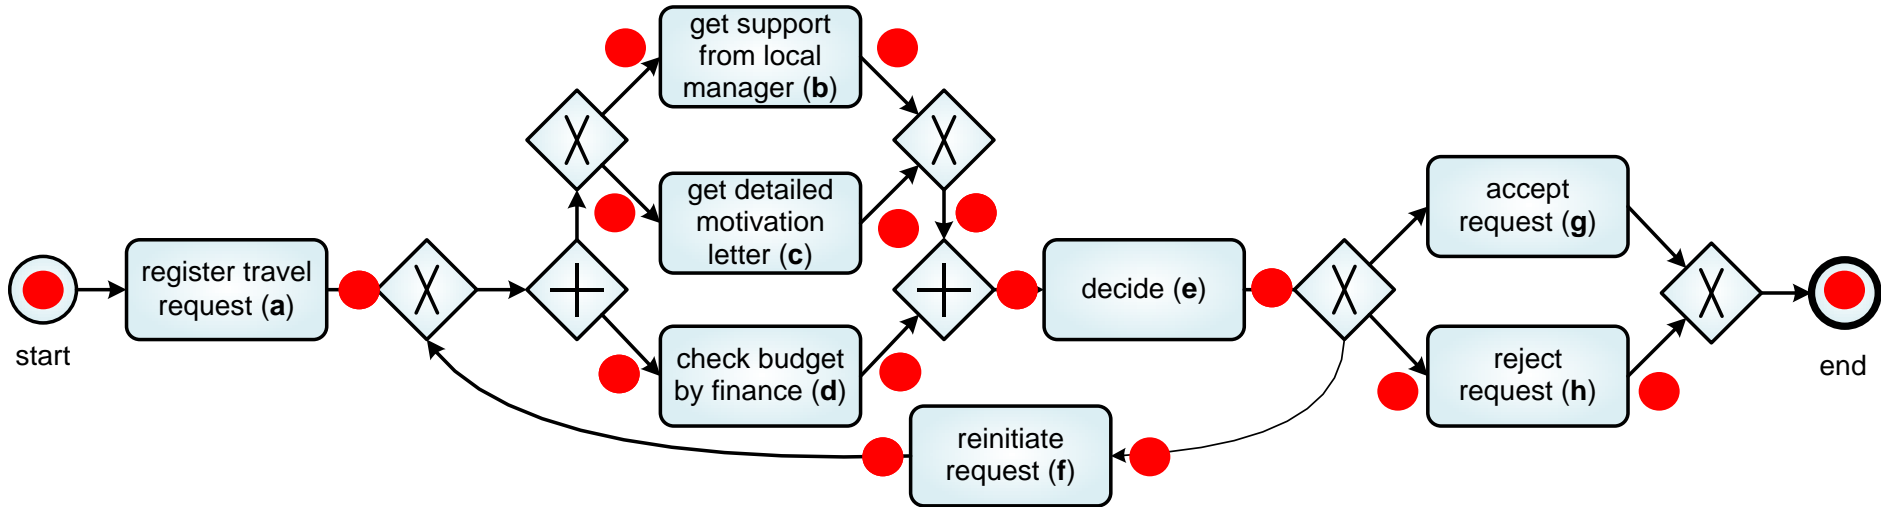 get support
from local
manager (b)
get detailed
motivation
letter (c)
accept
request (g)
register travel
request (a)
decide (e)
start
check budget
by finance (d)
reject
request (h)
end
reinitiate
request (f)